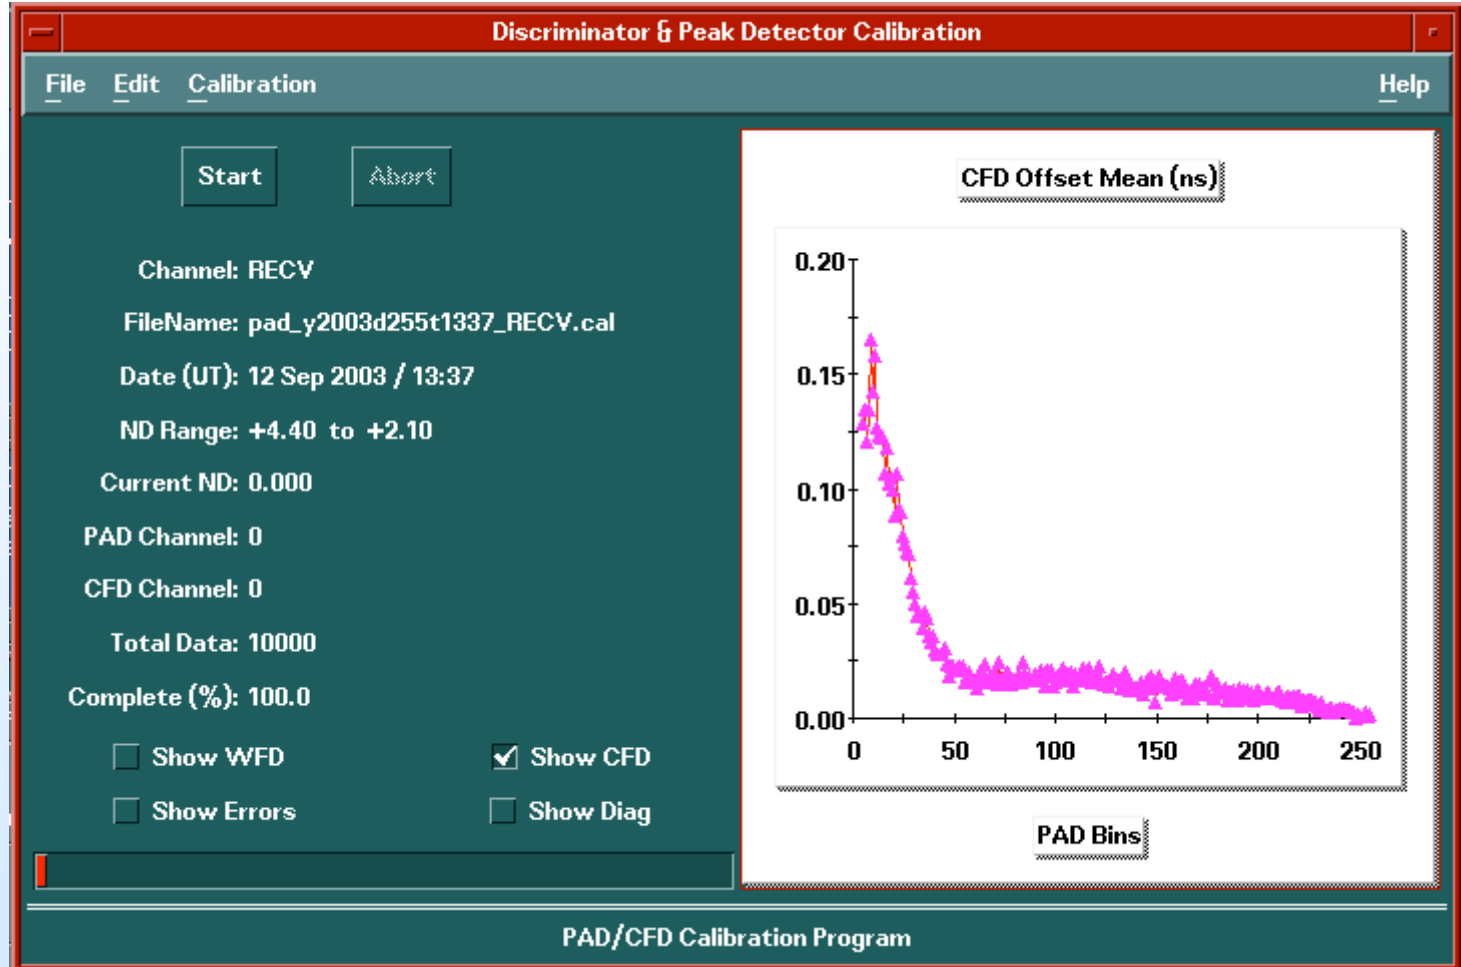 Discriminator & Peak Detector Calibration
File Edit Calibration Help
Start Abort
Channel: RECV
FileName: pad_y2003d255t1337_RECV.cal
Date (UT): 12 Sep 2003 / 13:37
ND Range: +4.40 to +2.10
Current ND: 0.000
PAD Channel: 0
CFD Channel: 0
Total Data: 10000
Complete (%): 100.0
Show WFD Show CFD
Show Errors Show Diag
CFD Offset Mean (ns)
0.20
0.15
0.10
0.05
0.00
0 50 100 150 200 250
PAD Bins
PAD/CFD Calibration Program